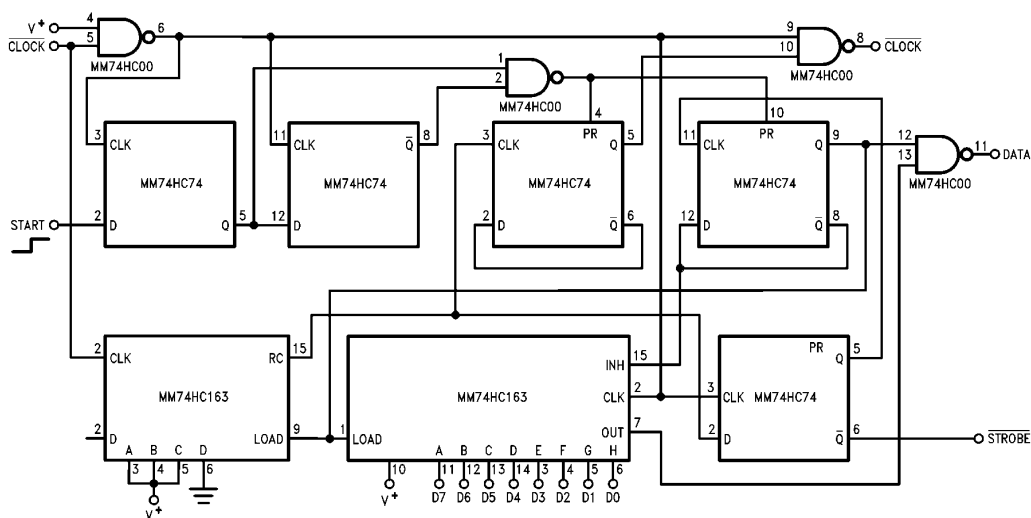 V+ 4 6 9 8 CLOCK
CLOCK 5 10
MM74HC00 MM74HC00
1
2
MM74HC00
4 10
3 CLK 11 CLK Q 8 3 CLK PR Q 5 11 CLK PR Q 9 12 11 DATA
13
MM74HC00
MM74HC74 MM74HC74 MM74HC74 MM74HC74
START 2 D Q 5 12 D 2 D Q 6 12 D Q 8
2 CLK RC 15 INH 15 PR Q 5
MM74HC163 MM74HC163 CLK 2 3 CLK MM74HC74
OUT 7
2 D LOAD 9 1 LOAD 2 D Q 6 STROBE
A B C D A B C D E F G H
3 4 5 6 10 11 12 13 14 3 4 5 6
V+ V+ D7 D6 D5 D4 D3 D2 D1 D0